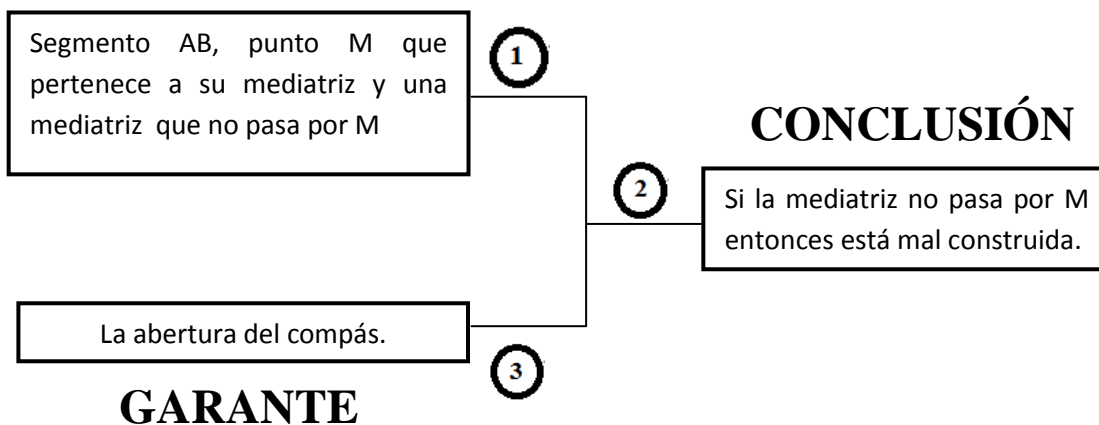 Segmento AB, punto M que
pertenece a su mediatriz y una
mediatriz que no pasa por M
1
CONCLUSIÓN
2
Si la mediatriz no pasa por M
entonces está mal construida.
La abertura del compás.
3
GARANTE